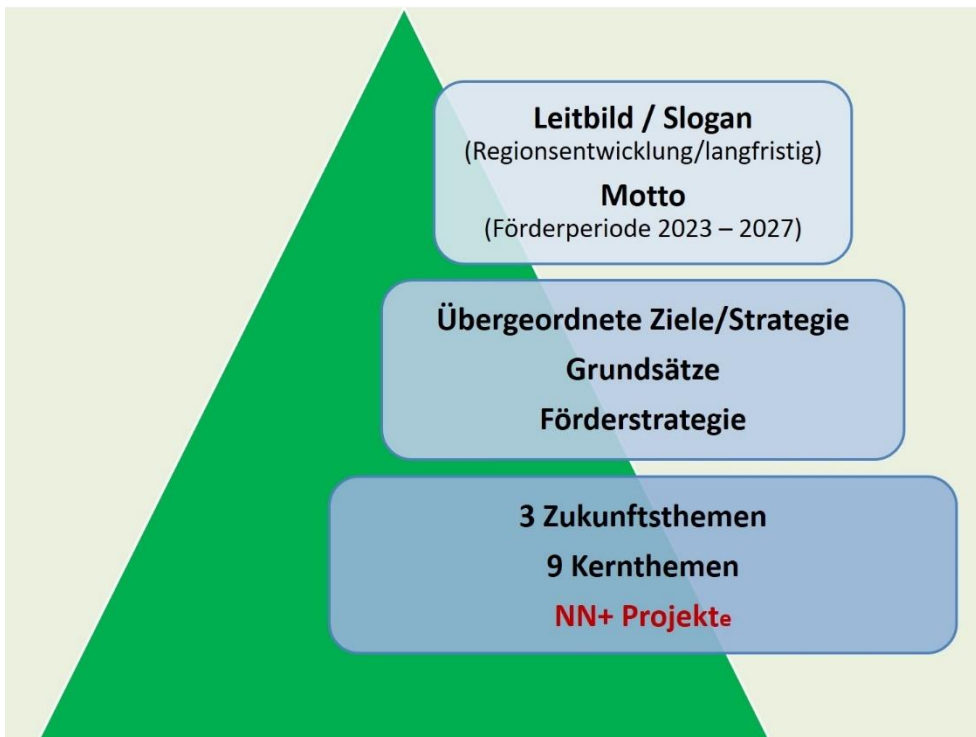 Leitbild / Slogan
(Regionsentwicklung/langfristig)
Motto
(Förderperiode 2023 – 2027)
Übergeordnete Ziele/Strategie
Grundsätze
Förderstrategie
3 Zukunftsthemen
9 Kernthemen
NN+ Projekte